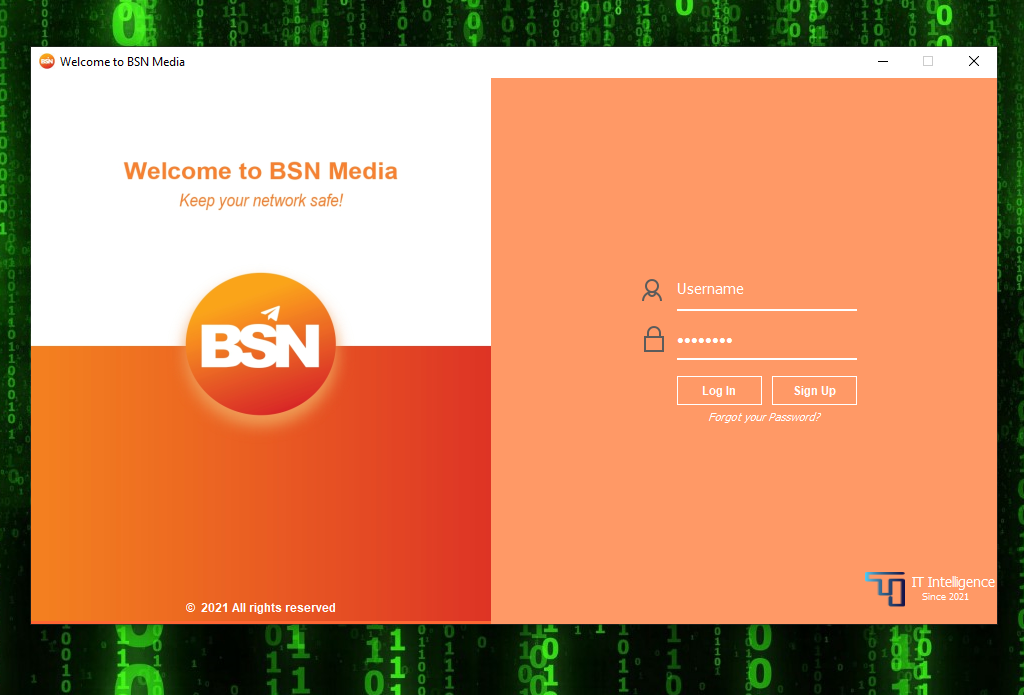 BSN Welcome to BSN Media
Welcome to BSN Media
Keep your network safe!
BSN
© 2021 All rights reserved
Username
••••••••
Log In
Sign Up
Forgot your Password?
IT Intelligence
Since 2021